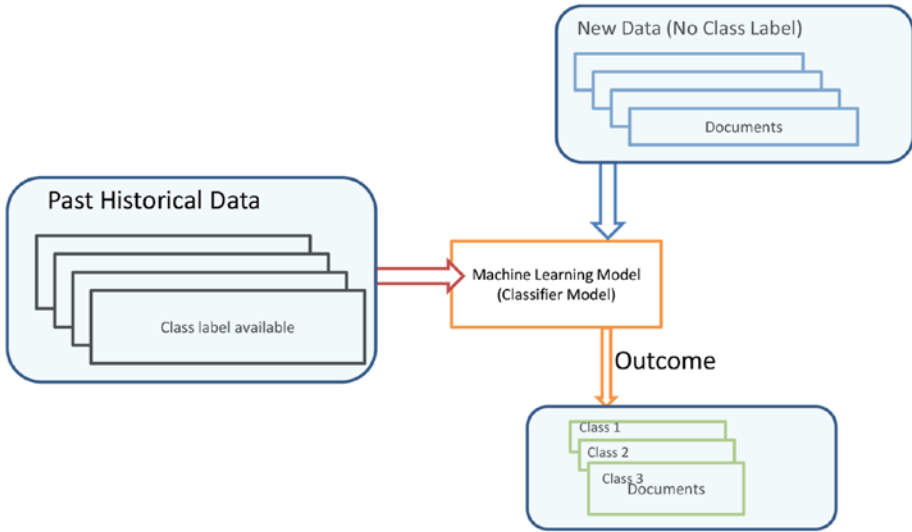 New Data (No Class Label)
Documents
Past Historical Data
Class label available
Machine Learning Model
(Classifier Model)
Outcome
Class 1
Class 2
Class 3
Documents